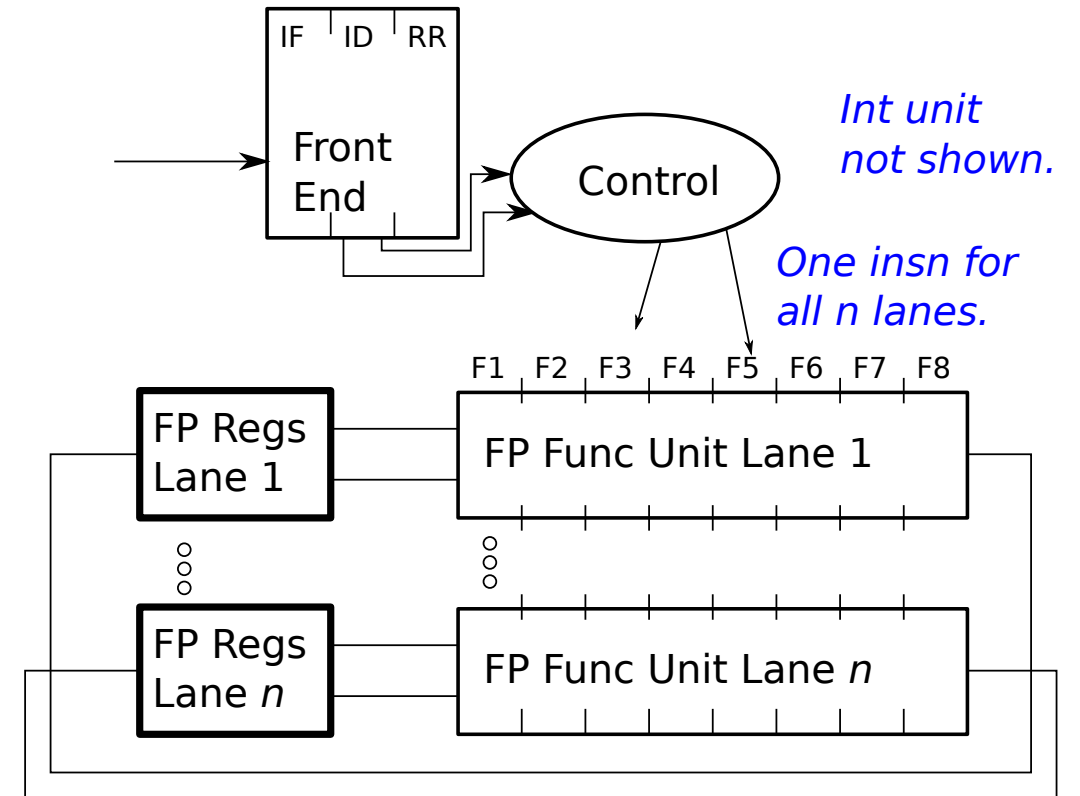 IF ID RR
Front
End
Control
Int unit
not shown.
One insn for
all n lanes.
F1 F2 F3 F4 F5 F6 F7 F8
FP Regs
Lane 1
FP Func Unit Lane 1
FP Regs
Lane n
FP Func Unit Lane n